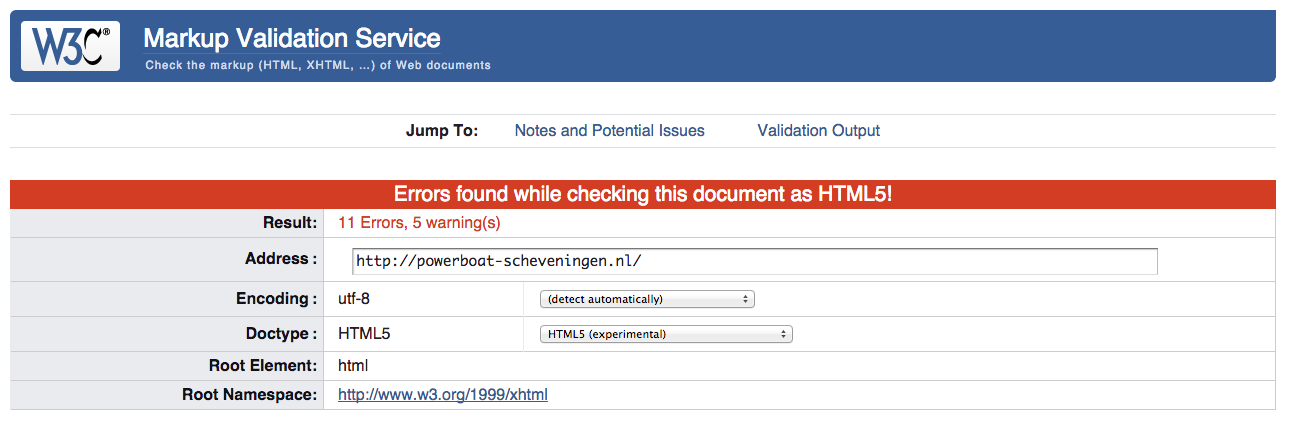 W3C® Markup Validation Service
Check the markup (HTML, XHTML, ...) of Web documents
Jump To: Notes and Potential Issues Validation Output
Errors found while checking this document as HTML5!
Result: 11 Errors, 5 warning(s)
Address : http://powerboat-scheveningen.nl/
Encoding : utf-8 (detect automatically)
Doctype : HTML5 HTML5 (experimental)
Root Element: html
Root Namespace: http://www.w3.org/1999/xhtml